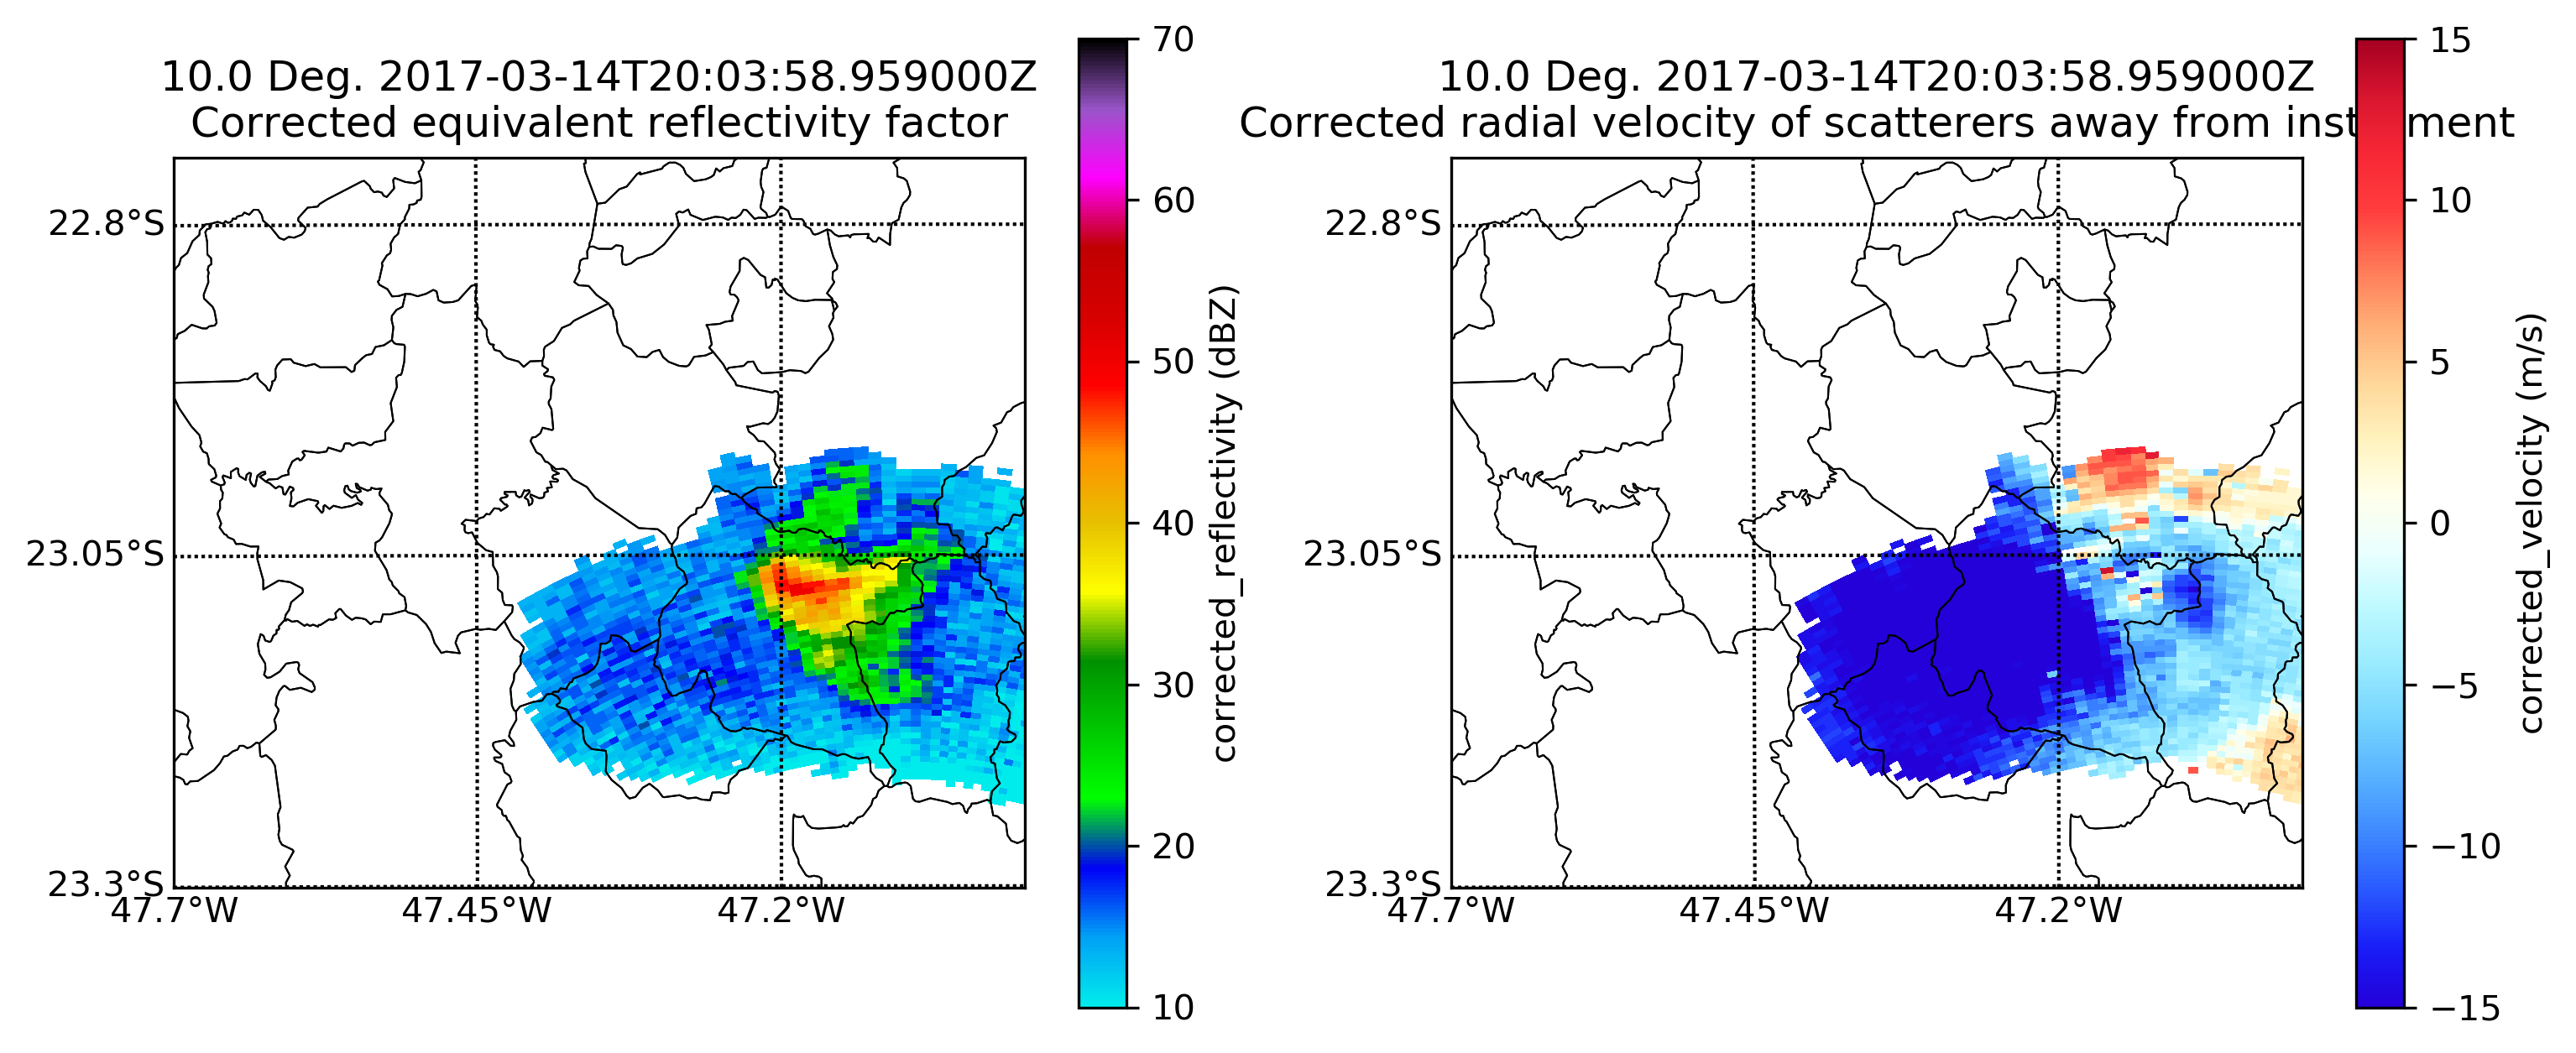 10.0 Deg. 2017-03-14T20:03:58.959000Z
Corrected equivalent reflectivity factor
22.8°S
23.05°S
23.3°S
47.7°W
47.45°W
47.2°W
70
60
50
40
30
20
10
corrected_reflectivity (dBZ)
10.0 Deg. 2017-03-14T20:03:58.959000Z
Corrected radial velocity of scatterers away from inst ment
22.8°S
23.05°S
23.3°S
47.7°W
47.45°W
47.2°W
15
10
5
0
−5
−10
−15
corrected_velocity (m/s)